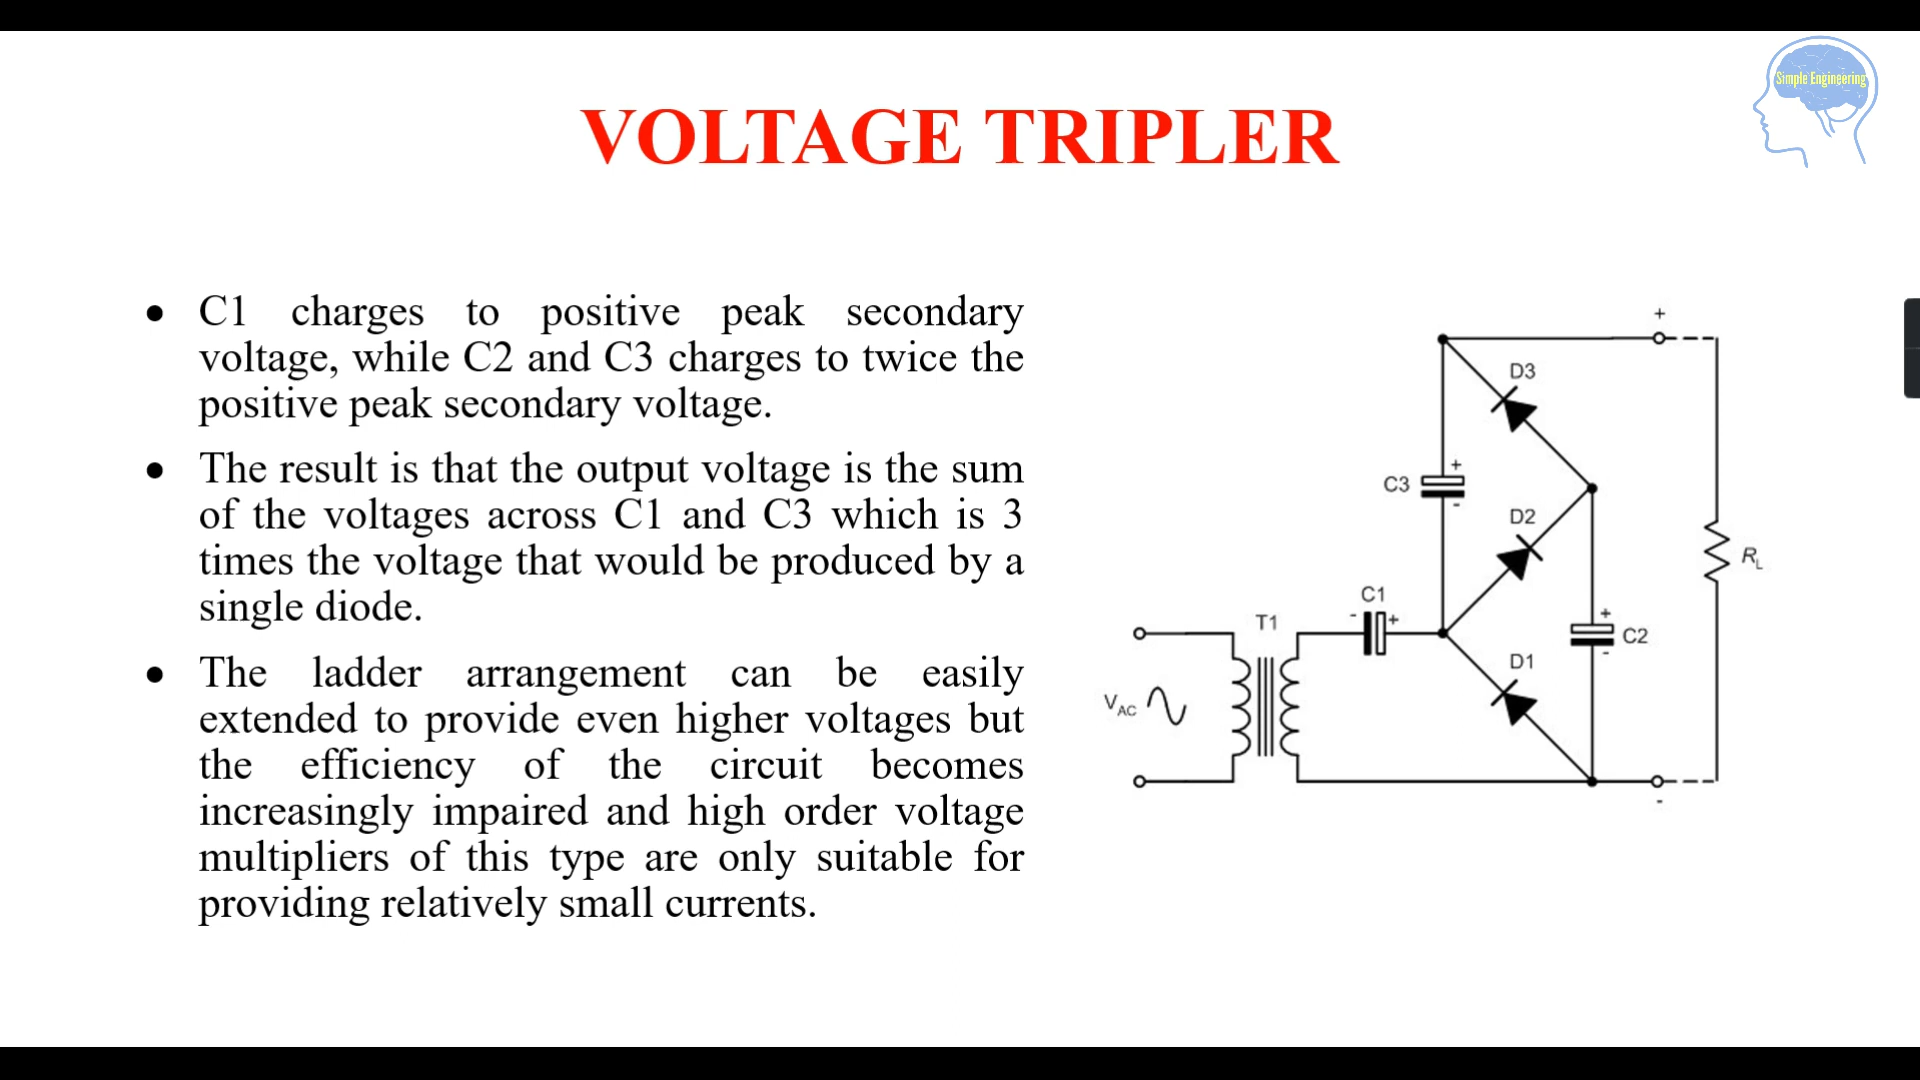 Simple Engineering
VOLTAGE TRIPLER
• C1 charges to positive peak secondary
voltage, while C2 and C3 charges to twice the
positive peak secondary voltage.
• The result is that the output voltage is the sum
of the voltages across C1 and C3 which is 3
times the voltage that would be produced by a
single diode.
• The ladder arrangement can be easily
extended to provide even higher voltages but
the efficiency of the circuit becomes
increasingly impaired and high order voltage
multipliers of this type are only suitable for
providing relatively small currents.
+
D3
+
C3
-
D2
RL
C1
- +
T1
+
C2
-
D1
VAC
-